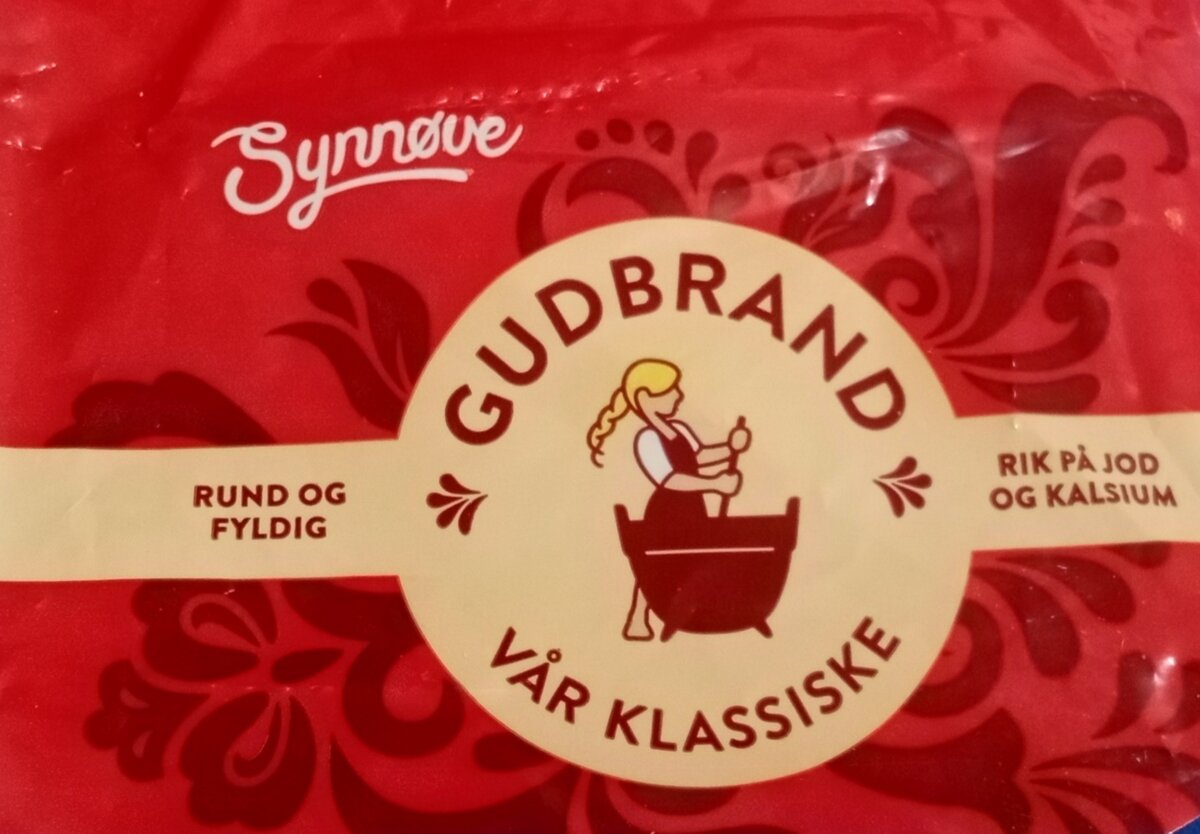 Synnøve
GUDBRAND
RUND OG
FYLDIG
RIK PÅ JOD
OG KALSIUM
VÅR KLASSISKE